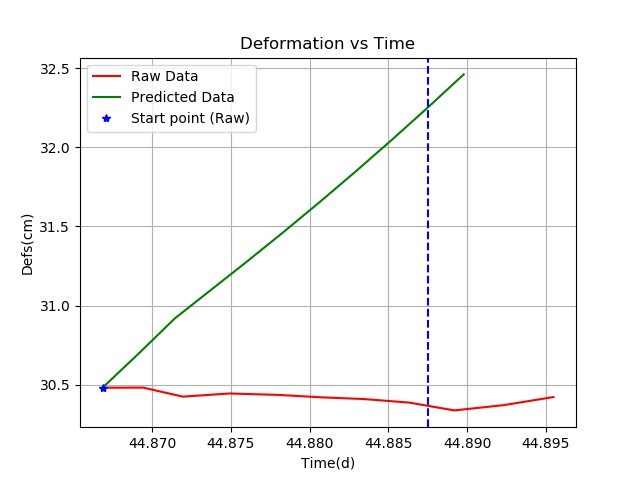 Deformation vs Time
Raw Data
Predicted Data
Start point (Raw)
32.5
32.0
31.5
31.0
30.5
Defs(cm)
44.870 44.875 44.880 44.885 44.890 44.895
Time(d)